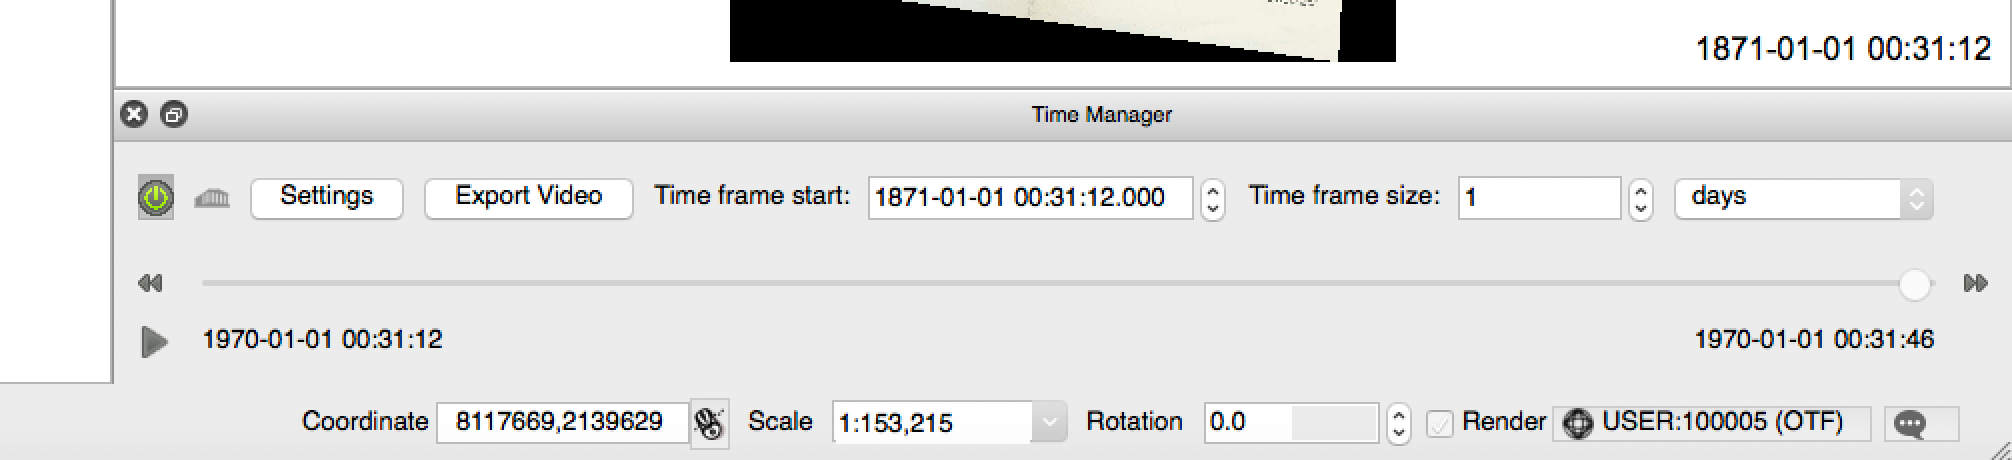 1871-01-01 00:31:12
Time Manager
Settings Export Video Time frame start: 1871-01-01 00:31:12.000 Time frame size: 1 days
1970-01-01 00:31:12 1970-01-01 00:31:46
Coordinate 8117669,2139629 Scale 1:153,215 Rotation 0.0 Render USER:100005 (OTF)